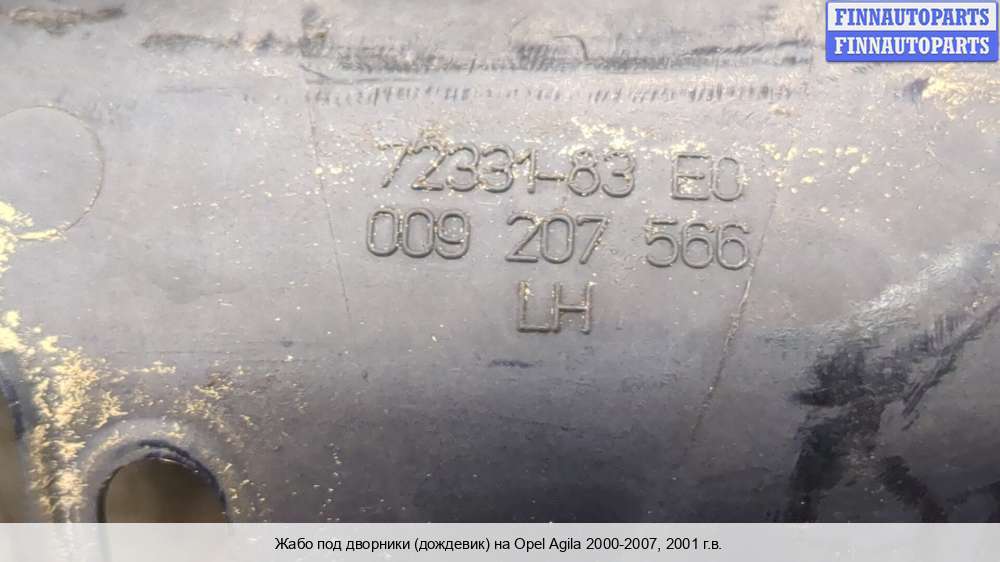 FINNAUTOPARTS
FINNAUTOPARTS
72331-83 E0
009 207 566
LH
Жабо под дворники (дождевик) на Opel Agila 2000-2007, 2001 г.в.